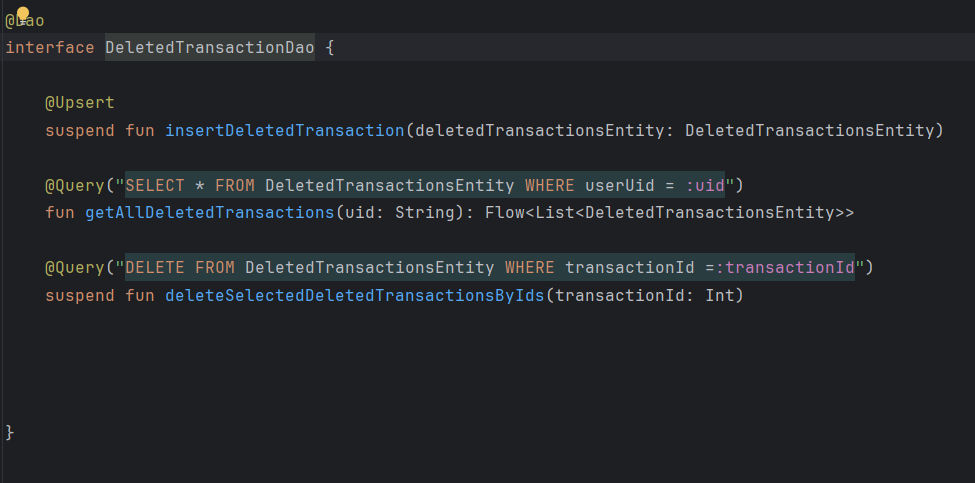 @Dao
interface DeletedTransactionDao {
@Upsert
suspend fun insertDeletedTransaction(deletedTransactionsEntity: DeletedTransactionsEntity)
@Query("SELECT * FROM DeletedTransactionsEntity WHERE userUid = :uid")
fun getAllDeletedTransactions(uid: String): Flow<List<DeletedTransactionsEntity>>
@Query("DELETE FROM DeletedTransactionsEntity WHERE transactionId =:transactionId")
suspend fun deleteSelectedDeletedTransactionsByIds(transactionId: Int)
}